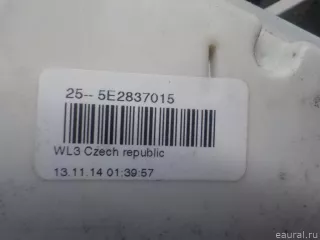 25-- 5E2837015
WL3 Czech republic
13.11.14 01:39:57
© eaural.ru